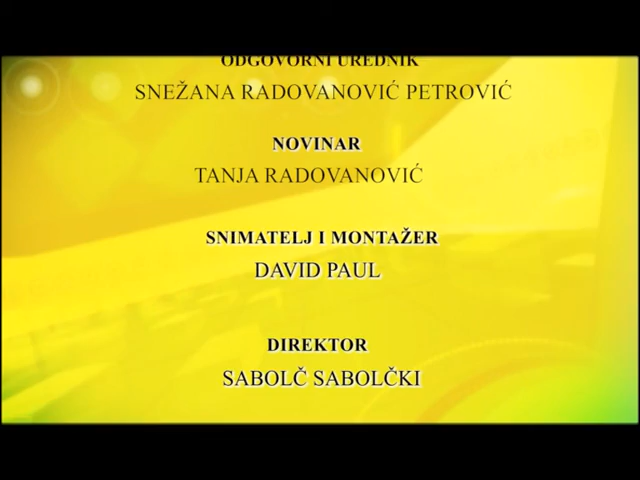 ODGOVORNI UREDNIK
SNEŽANA RADOVANOVIĆ PETROVIĆ
NOVINAR
TANJA RADOVANOVIĆ
SNIMATELJ I MONTAŽER
DAVID PAUL
DIREKTOR
SABOLČ SABOLČKI